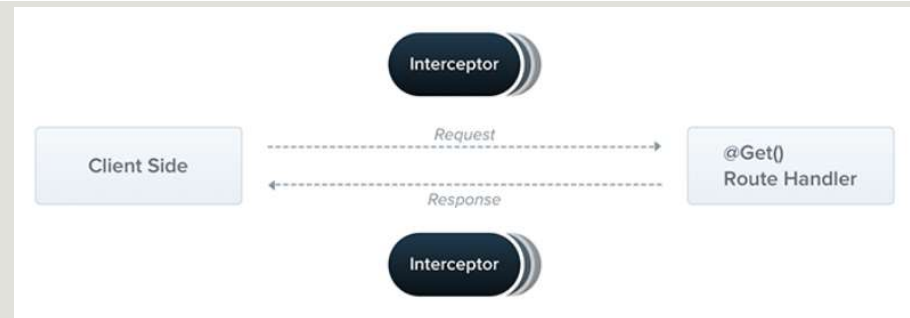 Interceptor
Request
Client Side
@Get()
Route Handler
Response
Interceptor